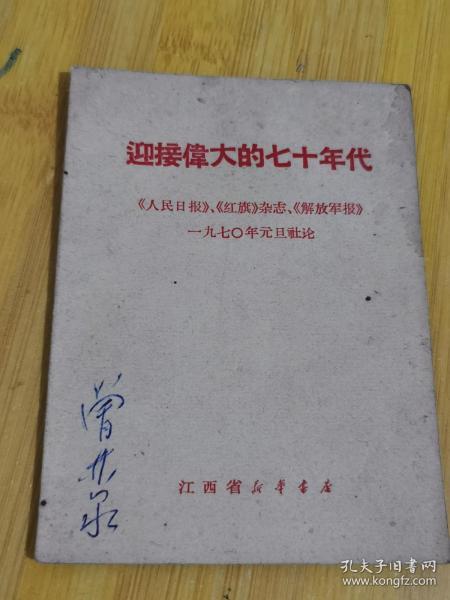 迎接偉大的七十年代
《人民日报》、《红旗》杂志、《解放军报》
一九七〇年元旦社论
江西省新华书店
孔夫子旧书网
www.kongfz.com